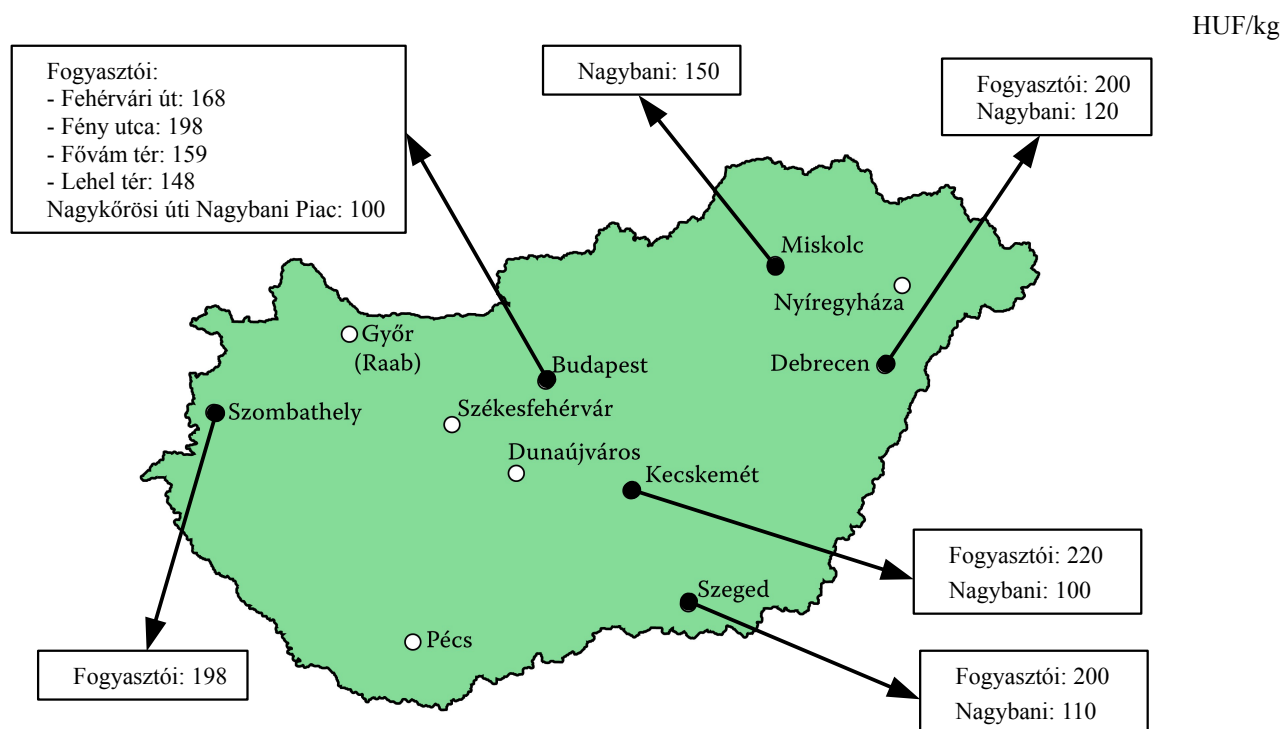 HUF/kg
Fogyasztói:
- Fehérvári út: 168
- Fény utca: 198
- Fővám tér: 159
- Lehel tér: 148
Nagykőrösi úti Nagybani Piac: 100
Nagybani: 150
Fogyasztói: 200
Nagybani: 120
Miskolc
Nyíregyháza
Győr
(Raab)
Budapest
Debrecen
Szombathely
Székesfehérvár
Dunaújváros
Kecskemét
Fogyasztói: 220
Nagybani: 100
Szeged
Pécs
Fogyasztói: 198
Fogyasztói: 200
Nagybani: 110